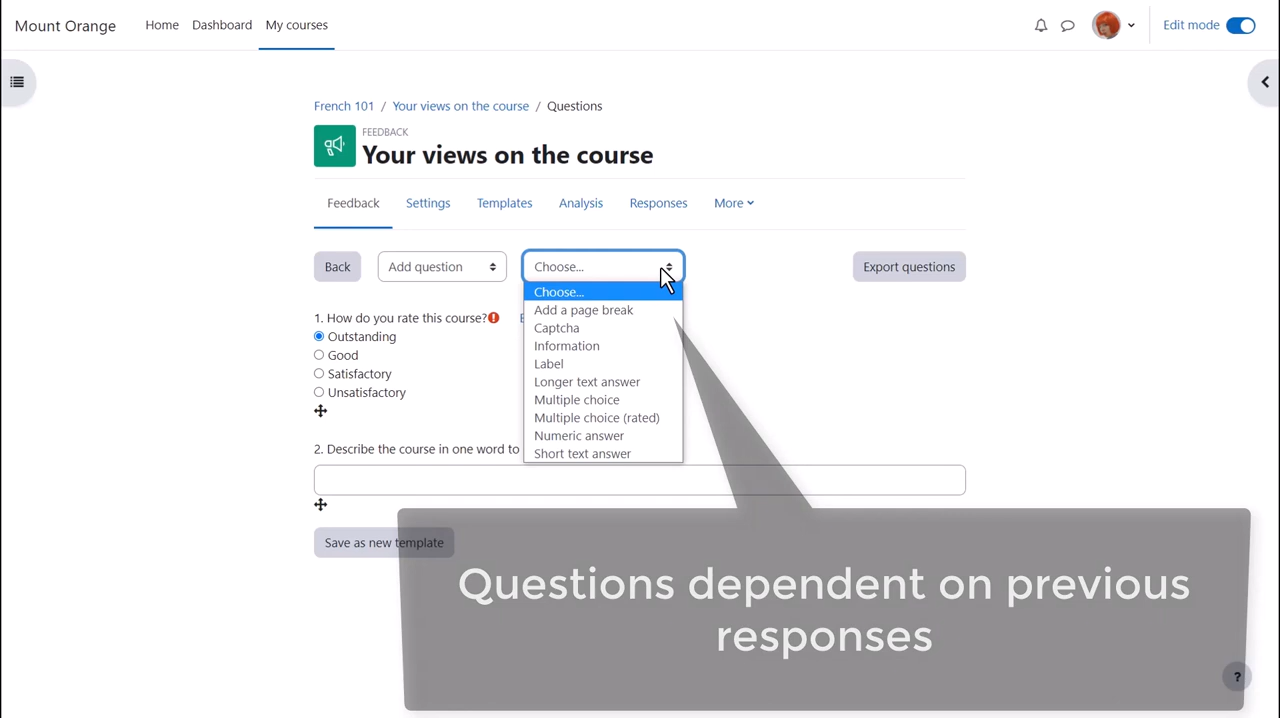 Mount Orange
Home Dashboard My courses
Edit mode
French 101 / Your views on the course / Questions
FEEDBACK
Your views on the course
Feedback Settings Templates Analysis Responses More
Back Add question Choose... Export questions
Choose...
Add a page break
Captcha
Information
Label
Longer text answer
Multiple choice
Multiple choice (rated)
Numeric answer
Short text answer
1. How do you rate this course?
Outstanding
Good
Satisfactory
Unsatisfactory
2. Describe the course in one word to
Save as new template
Questions dependent on previous
responses
?